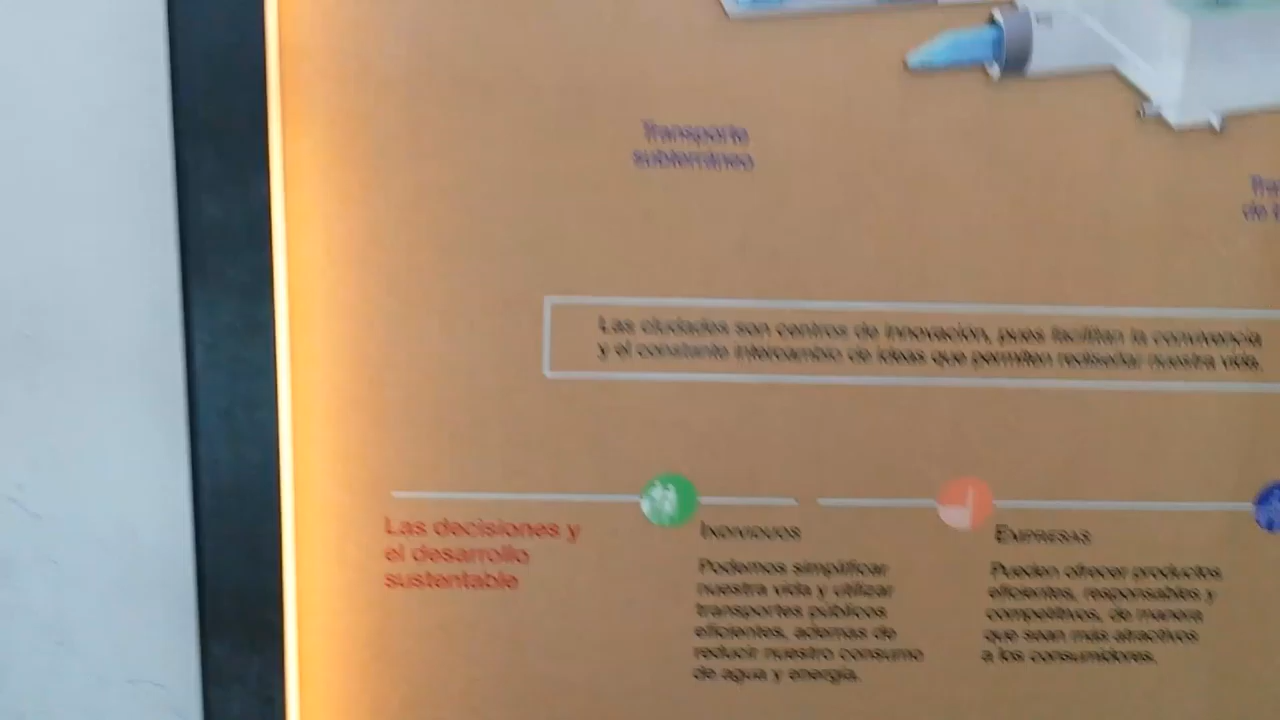 Transporte
subterráneo
Las ciudades son centros de innovación, pues facilitan la convivencia
y el constante intercambio de ideas que permiten rediseñar nuestra vida.
Las decisiones y
el desarrollo
sustentable
INDIVIDUOS
Podemos simplificar
nuestra vida y utilizar
transportes públicos
eficientes, además de
reducir nuestro consumo
de agua y energía.
EMPRESAS
Pueden ofrecer productos
eficientes, responsables y
competitivos, de manera
que sean más atractivos
a los consumidores.